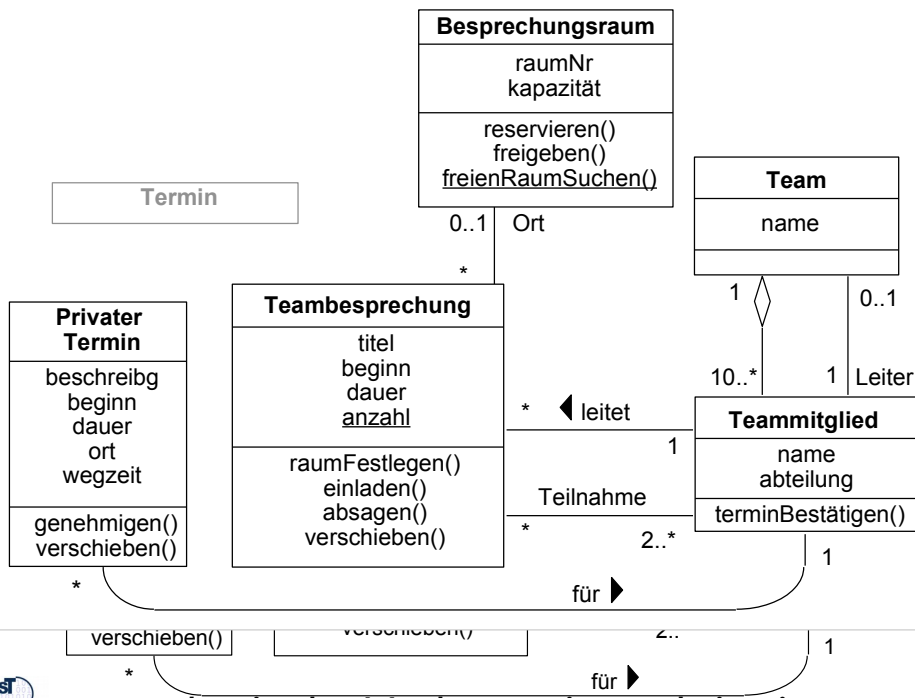 Besprechungsraum
raumNr
kapazität
reservieren()
freigeben()
freienRaumSuchen()
Termin
Team
name
0..1 Ort
*
1
0..1
Privater
Termin
beschreibg
beginn
dauer
ort
wegzeit
genehmigen()
verschieben()
Teambesprechung
titel
beginn
dauer
anzahl
raumFestlegen()
einladen()
absagen()
verschieben()
10..*
1 Leiter
* leitet
1
Teilnahme
*
2..*
Teammitglied
name
abteilung
terminBestätigen()
1
*
für
verschieben()
verschieben()
2..
1
*
für